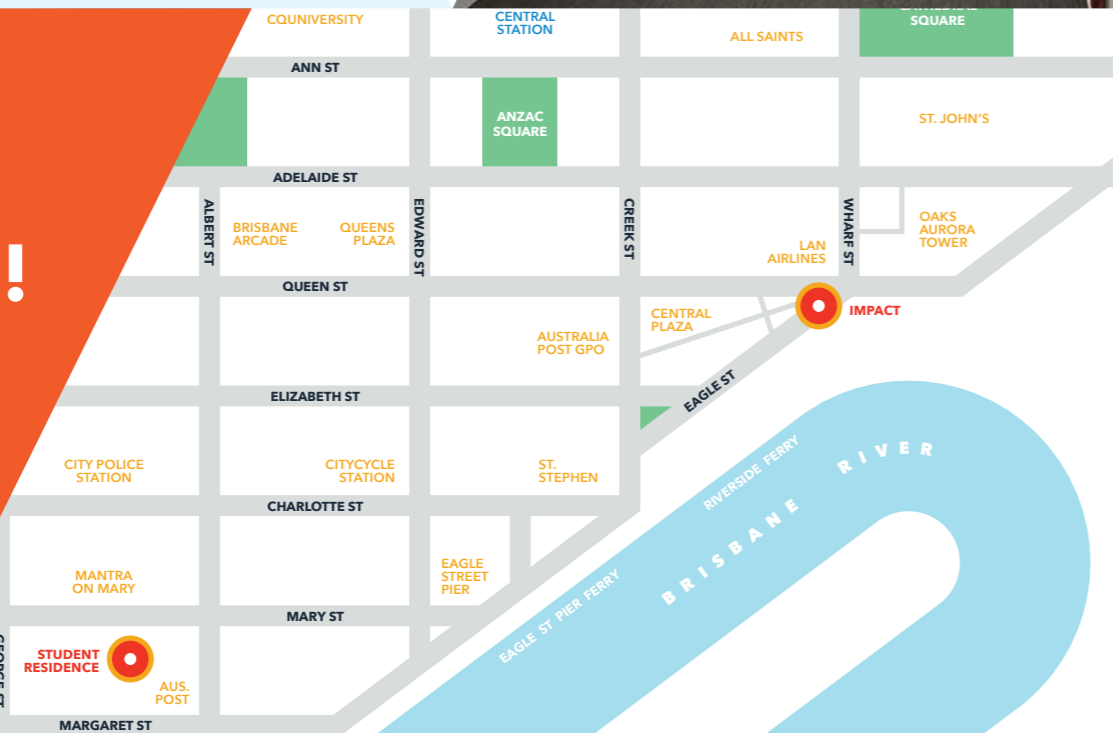 CQUNIVERSITY
CENTRAL
STATION
ALL SAINTS
SQUARE
ANN ST
ANZAC
SQUARE
ST. JOHN'S
ADELAIDE ST
ALBERT ST
BRISBANE
ARCADE
QUEENS
PLAZA
EDWARD ST
CREEK ST
LAN
AIRLINES
WHARF ST
OAKS
AURORA
TOWER
!
QUEEN ST
IMPACT
CENTRAL
PLAZA
AUSTRALIA
POST GPO
EAGLE ST
ELIZABETH ST
CITY POLICE
STATION
CITYCYCLE
STATION
ST.
STEPHEN
RIVERSIDE FERRY
BRISBANE RIVER
CHARLOTTE ST
MANTRA
ON MARY
EAGLE
STREET
PIER
EAGLE ST PIER FERRY
MARY ST
STUDENT
RESIDENCE
AUS.
POST
MARGARET ST